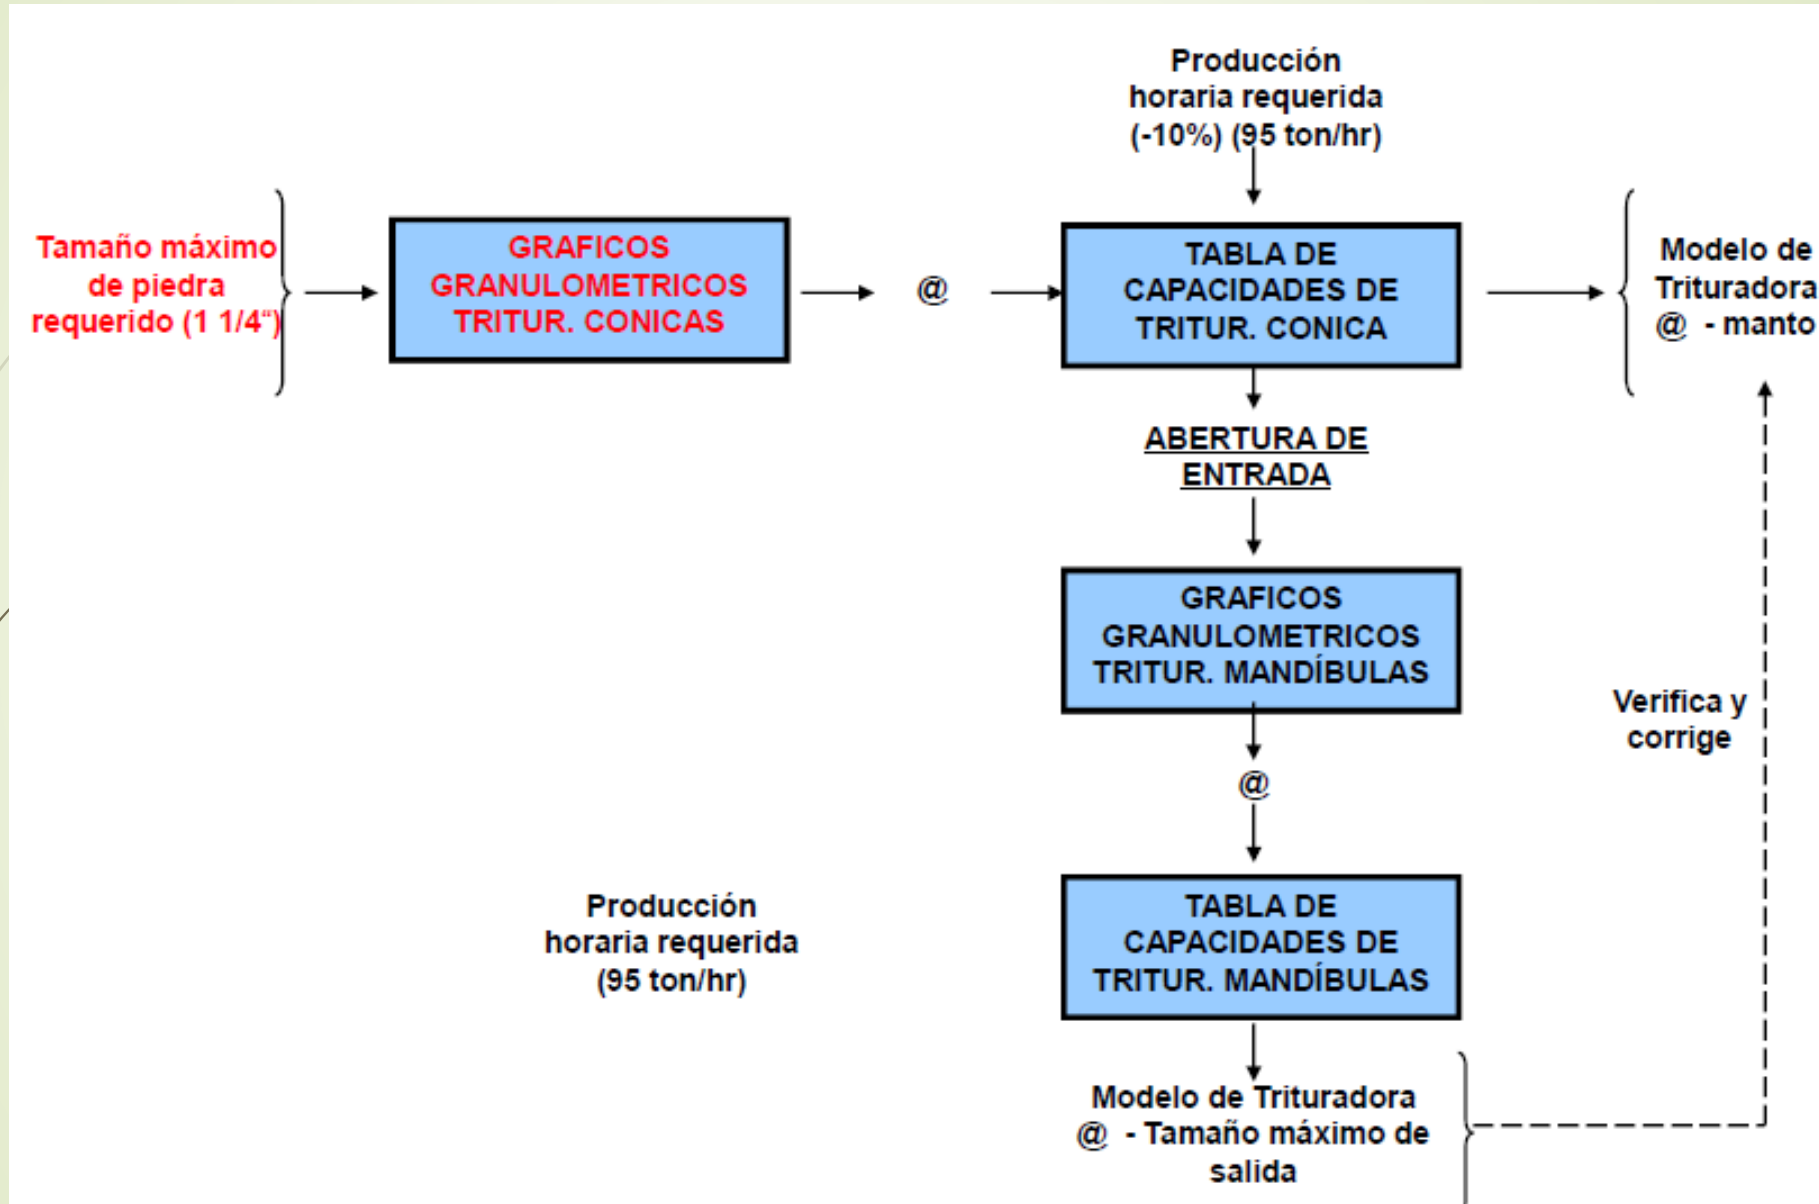 Producción
horaria requerida
(-10%) (95 ton/hr)
Tamaño máximo
de piedra
requerido (1 1/4“)
GRAFICOS
GRANULOMETRICOS
TRITUR. CONICAS
@
TABLA DE
CAPACIDADES DE
TRITUR. CONICA
Modelo de
Trituradora
@ - manto
ABERTURA DE
ENTRADA
GRAFICOS
GRANULOMETRICOS
TRITUR. MANDÍBULAS
Verifica y
corrige
@
Producción
horaria requerida
(95 ton/hr)
TABLA DE
CAPACIDADES DE
TRITUR. MANDÍBULAS
Modelo de Trituradora
@ - Tamaño máximo de
salida